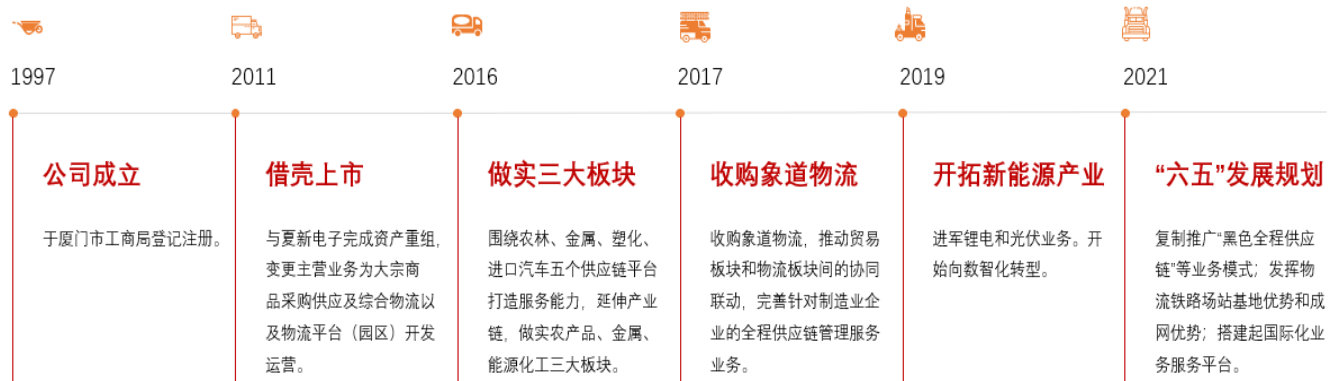 1997
2011
2016
2017
2019
2021
公司成立
于厦门市工商局登记注册。
借壳上市
与夏新电子完成资产重组,
变更主营业务为大宗商
品采购供应及综合物流以
及物流平台（园区）开发
运营。
做实三大板块
围绕农林、金属、塑化、
进口汽车五个供应链平台
打造服务能力，延伸产业
链，做实农产品、金属、
能源化工三大板块。
收购象道物流
收购象道物流，推动贸易
板块和物流板块间的协同
联动，完善针对制造业企
业的全程供应链管理服务
业务。
开拓新能源产业
进军锂电和光伏业务。开
始向数智化转型。
“六五”发展规划
复制推广“黑色全程供应
链”等业务模式；发挥物
流铁路场站基地优势和成
网优势；搭建起国际化业
务服务平台。